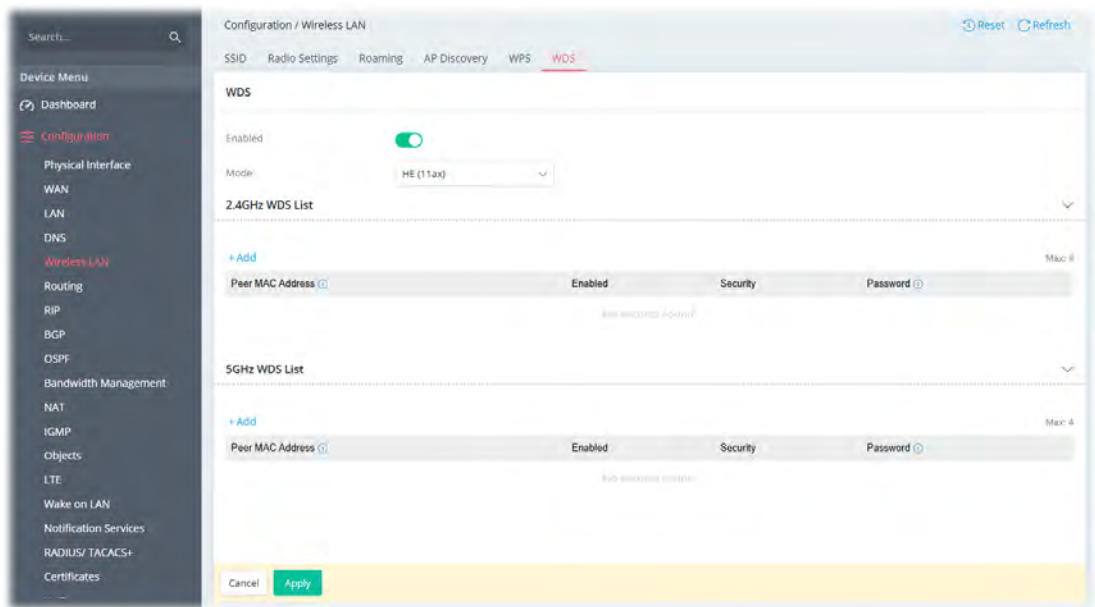 Search...
Configuration / Wireless LAN
Reset
Refresh
SSID Radio Settings Roaming AP Discovery WPS WDS
Device Menu
Dashboard
Configuration
Physical Interface
WAN
LAN
DNS
Wireless LAN
Routing
RIP
BGP
OSPF
Bandwidth Management
NAT
IGMP
Objects
LTE
Wake on LAN
Notification Services
RADIUS/ TACACS+
Certificates
WDS
Enabled
Mode HE (11ax)
2.4GHz WDS List
+ Add
Max:
Peer MAC Address Enabled Security Password
5GHz WDS List
+ Add Max: 4
Peer MAC Address Enabled Security Password
Cancel Apply